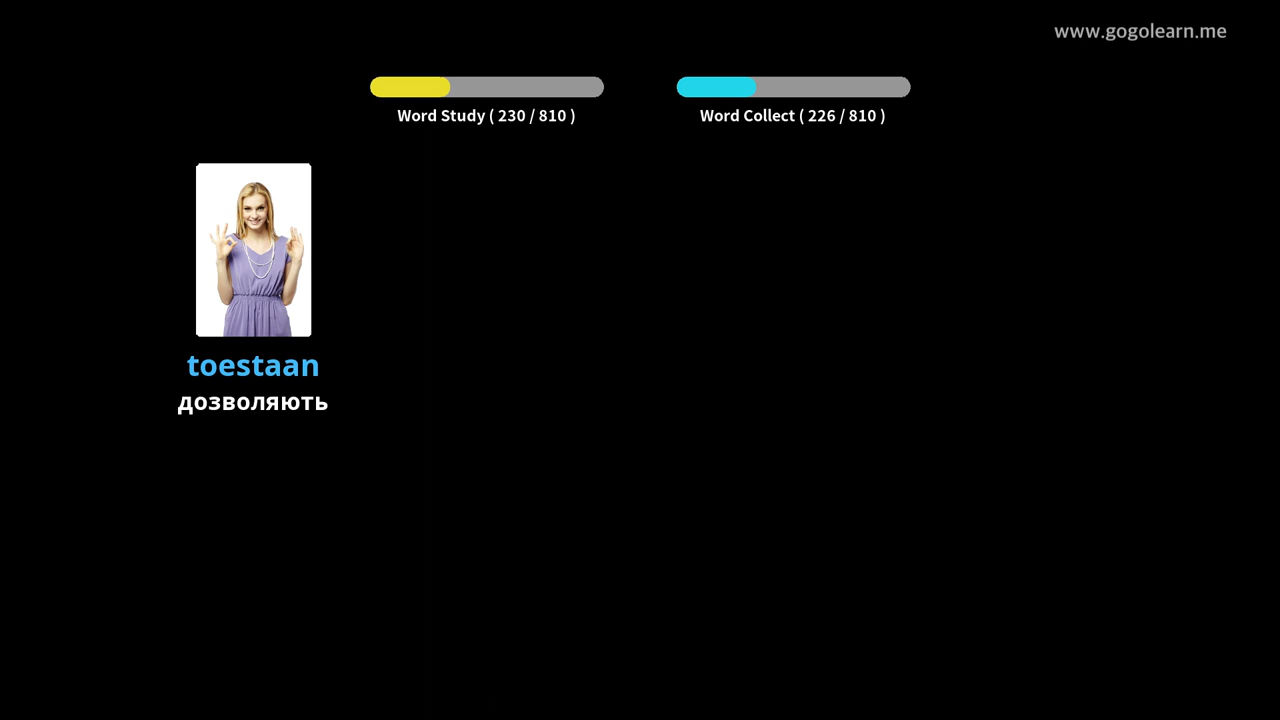 www.gogolearn.me
Word Study ( 230 / 810 )
Word Collect ( 226 / 810 )
toestaan
дозволяють